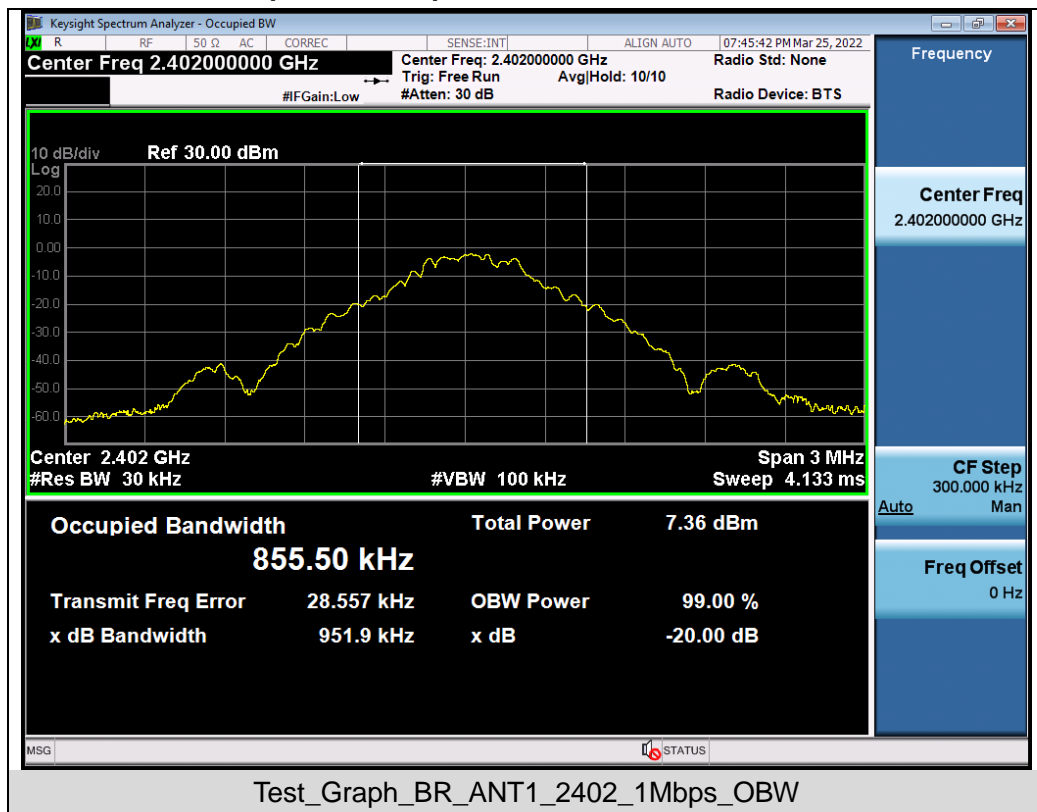 Keysight Spectrum Analyzer - Occupied BW
LXI R RF 50 Ω AC CORREC SENSE:INT ALIGN AUTO 07:45:42 PM Mar 25, 2022
Center Freq 2.402000000 GHz
Center Freq: 2.402000000 GHz
Radio Std: None
Trig: Free Run Avg|Hold: 10/10
#IFGain:Low
#Atten: 30 dB
Radio Device: BTS
10 dB/div Ref 30.00 dBm
Log
20.0
10.0
0.00
-10.0
-20.0
-30.0
-40.0
-50.0
-60.0
Center 2.402 GHz
Span 3 MHz
#Res BW 30 kHz
#VBW 100 kHz
Sweep 4.133 ms
Occupied Bandwidth
Total Power 7.36 dBm
855.50 kHz
Transmit Freq Error 28.557 kHz
OBW Power 99.00 %
x dB Bandwidth 951.9 kHz
x dB -20.00 dB
Frequency
Center Freq
2.402000000 GHz
CF Step
300.000 kHz
Auto Man
Freq Offset
0 Hz
MSG
STATUS
Test_Graph_BR_ANT1_2402_1Mbps_OBW